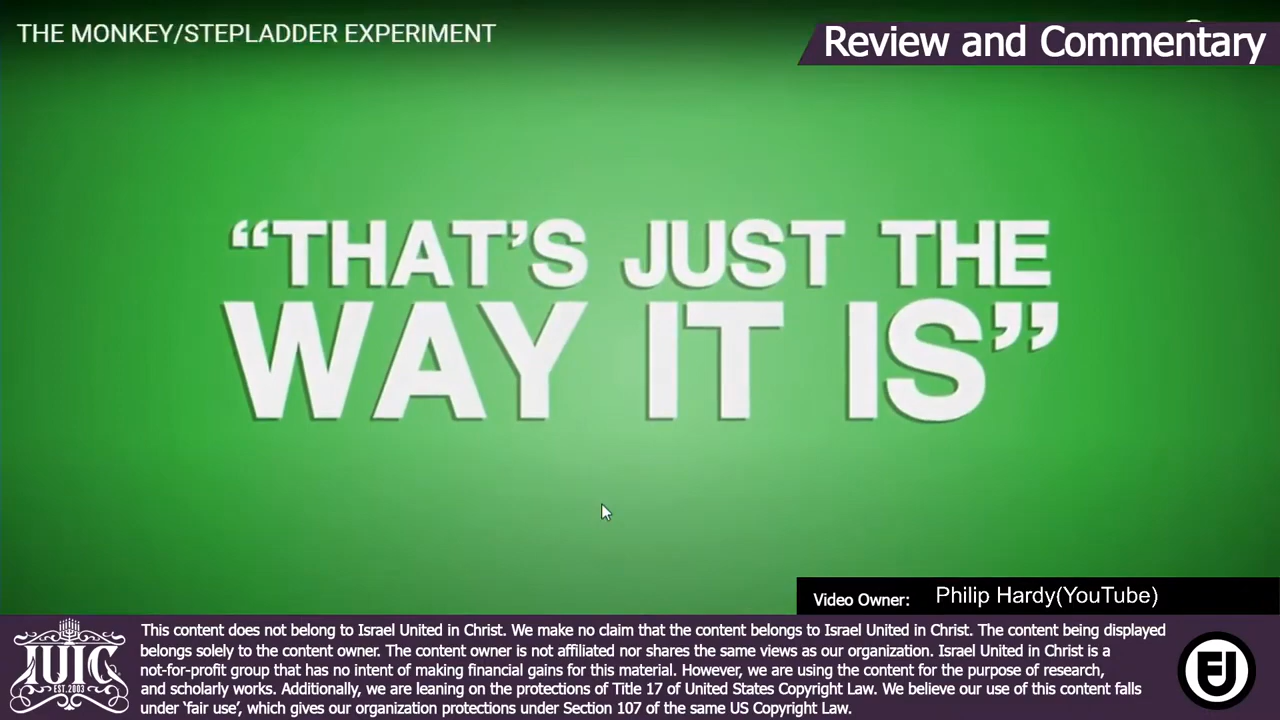 THE MONKEY/STEPLADDER EXPERIMENT
Review and Commentary
“THAT’S JUST THE
WAY IT IS”
Video Owner: Philip Hardy(YouTube)
This content does not belong to Israel United in Christ. We make no claim that the content belongs to Israel United in Christ. The content being displayed
belongs solely to the content owner. The content owner is not affiliated nor shares the same views as our organization. Israel United in Christ is a
not-for-profit group that has no intent of making financial gains for this material. However, we are using the content for the purpose of research,
and scholarly works. Additionally, we are leaning on the protections of Title 17 of United States Copyright Law. We believe our use of this content falls
under ‘fair use’, which gives our organization protections under Section 107 of the same US Copyright Law.
IUIC
EST.2003